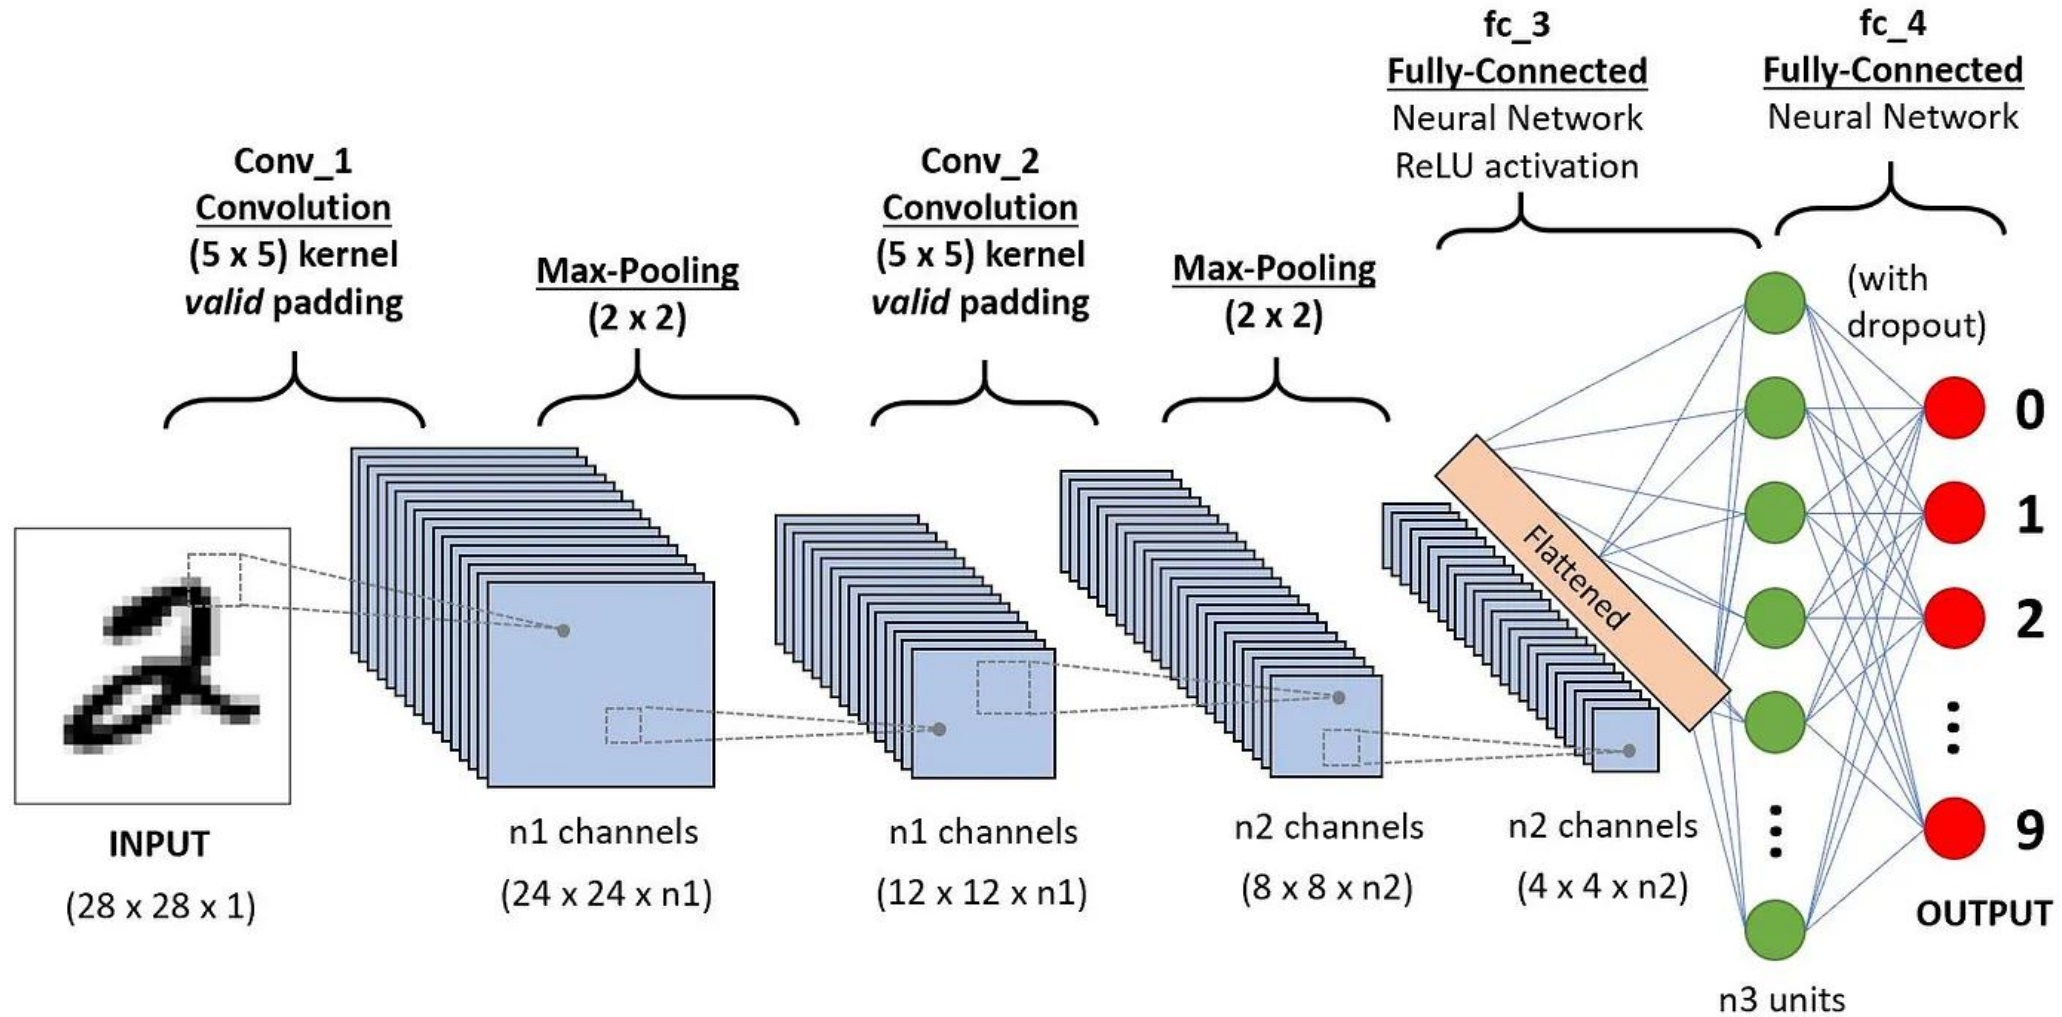 Conv_1
Convolution
(5 x 5) kernel
valid padding
Max-Pooling
(2 x 2)
Conv_2
Convolution
(5 x 5) kernel
valid padding
Max-Pooling
(2 x 2)
fc_3
Fully-Connected
Neural Network
ReLU activation
fc_4
Fully-Connected
Neural Network
(with
dropout)
Flattened
0
1
2
9
INPUT
(28 x 28 x 1)
n1 channels
(24 x 24 x n1)
n1 channels
(12 x 12 x n1)
n2 channels
(8 x 8 x n2)
n2 channels
(4 x 4 x n2)
OUTPUT
n3 units
2